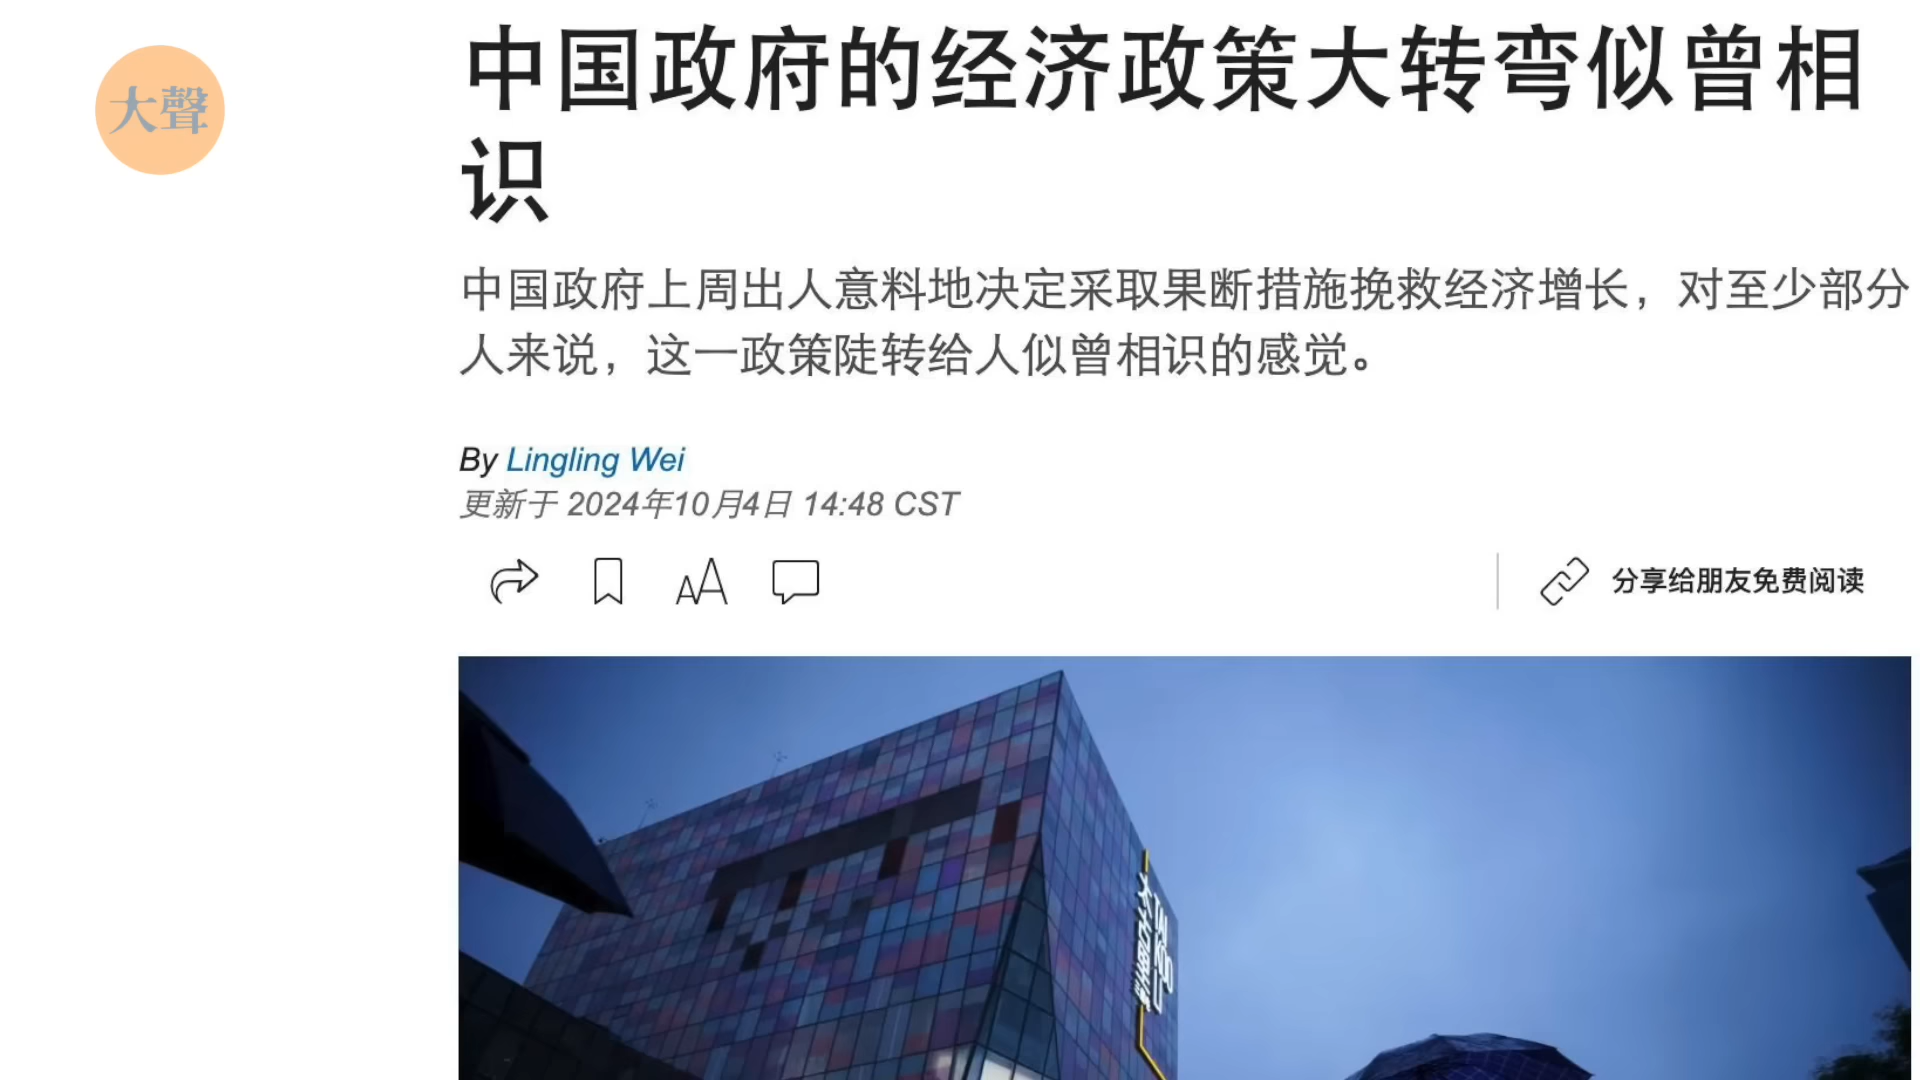 大聲
中国政府的经济政策大转弯似曾相
识
中国政府上周出人意料地决定采取果断措施挽救经济增长，对至少部分
人来说，这一政策陡转给人似曾相识的感觉。
By Lingling Wei
更新于 2024年10月4日 14:48 CST
AA
分享给朋友免费阅读